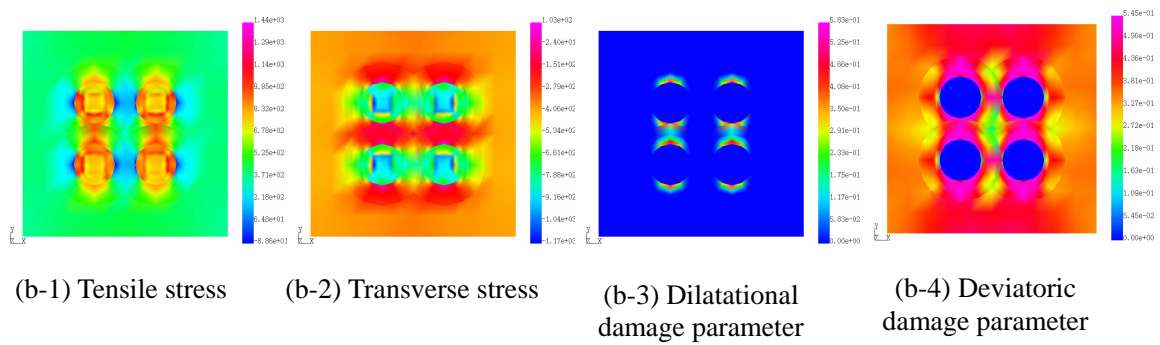 1.44e+03
1.29e+03
1.14e+03
9.85e+02
8.32e+02
6.78e+02
5.25e+02
3.71e+02
2.18e+02
6.48e+01
-8.86e+01
Y
Z X
1.03e+02
-2.40e+01
-1.51e+02
-2.79e+02
-4.06e+02
-5.33e+02
-6.60e+02
-7.87e+02
-9.14e+02
-1.04e+03
-1.17e+03
Y
Z X
5.83e-01
5.25e-01
4.66e-01
4.08e-01
3.50e-01
2.91e-01
2.33e-01
1.75e-01
1.17e-01
5.83e-02
0.00e+00
Y
Z X
5.45e-01
4.90e-01
4.36e-01
3.81e-01
3.27e-01
2.72e-01
2.18e-01
1.63e-01
1.09e-01
5.45e-02
0.00e+00
Y
Z X
(b-1) Tensile stress
(b-2) Transverse stress
(b-3) Dilatational
damage parameter
(b-4) Deviatoric
damage parameter